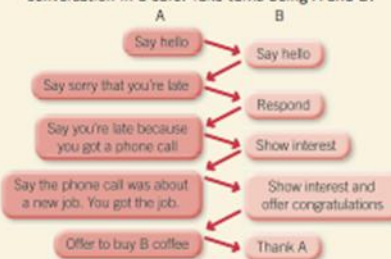 A B
Say hello
Say hello
Say sorry that you're late
Respond
Say you're late because
you got a phone call
Show interest
Say the phone call was about
a new job. You got the job.
Show interest and
offer congratulations
Offer to buy B coffee
Thank A